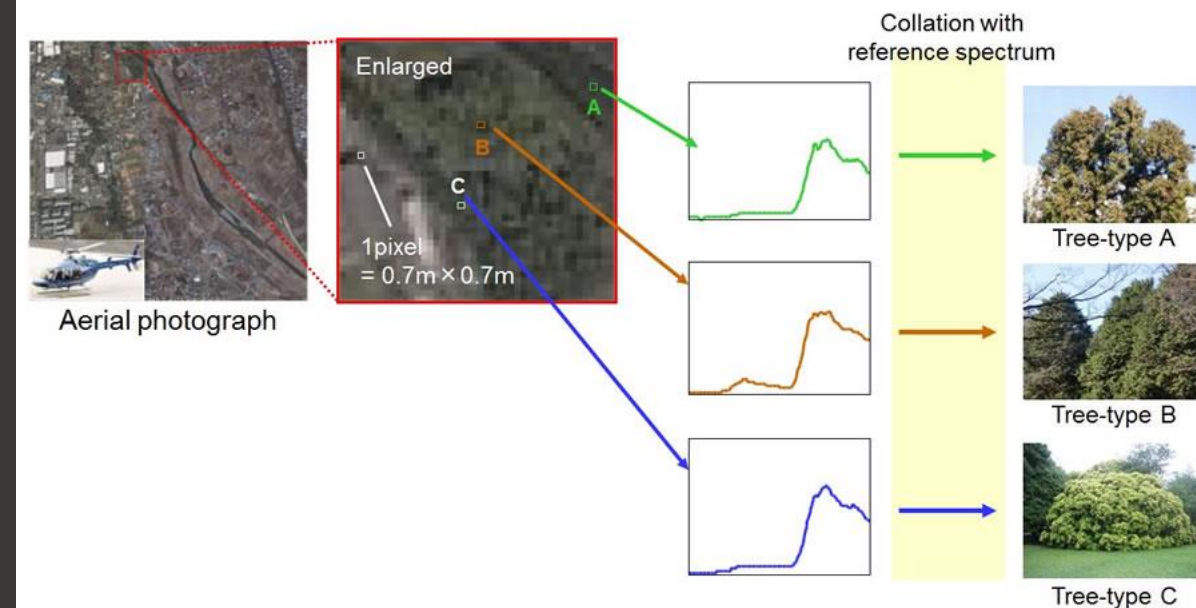 Collation with
reference spectrum
Enlarged
A
B
C
1pixel
= 0.7m×0.7m
Aerial photograph
Tree-type A
Tree-type B
Tree-type C